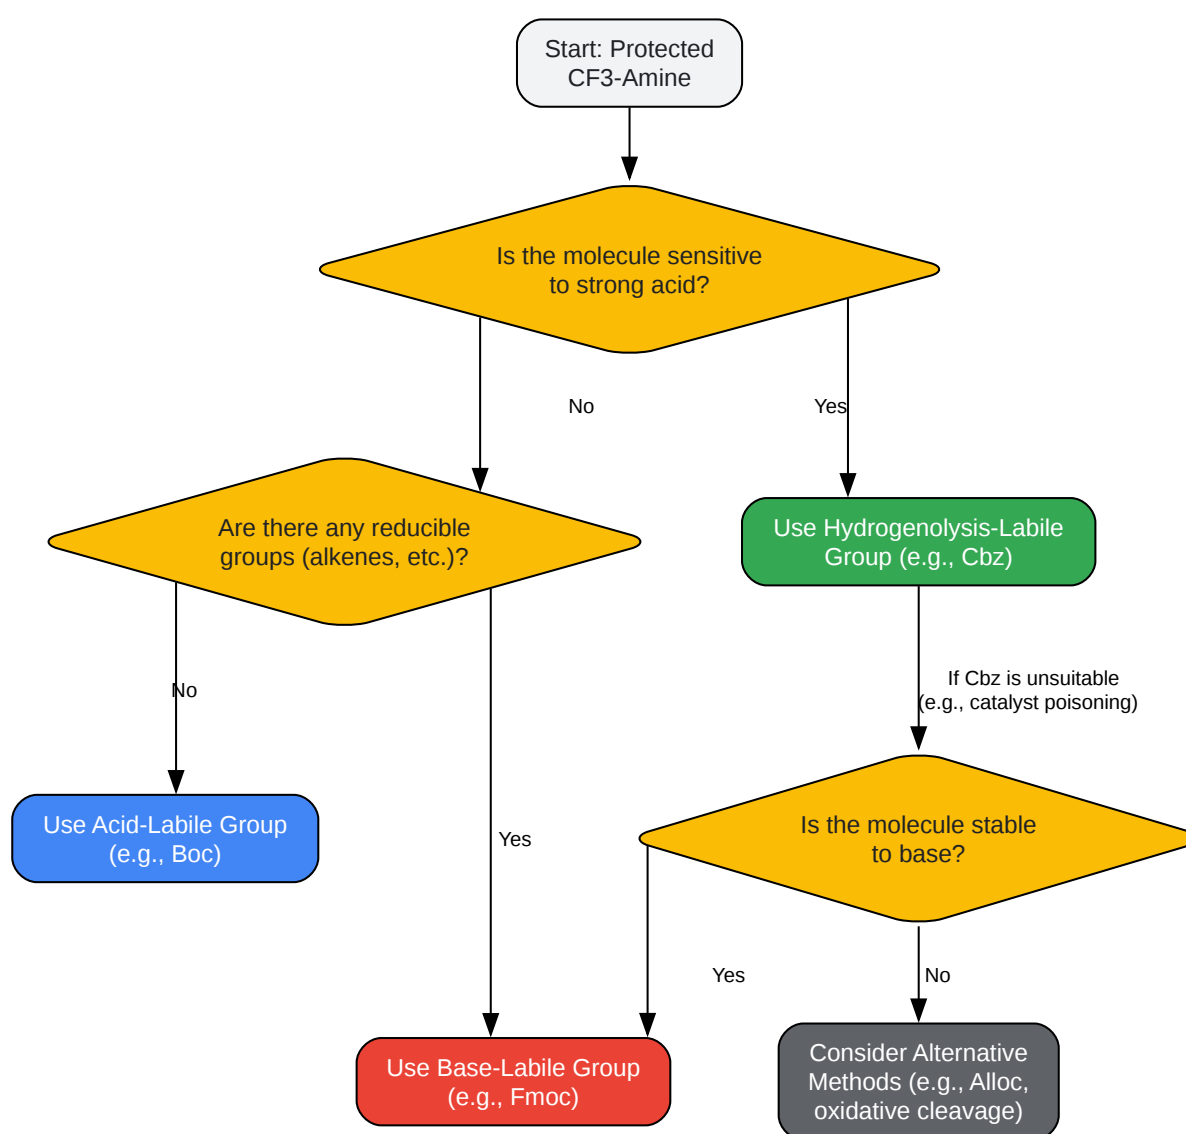 Start: Protected
CF3-Amine
Is the molecule sensitive
to strong acid?
No
Yes
Are there any reducible
groups (alkenes, etc.)?
Use Hydrogenolysis-Labile
Group (e.g., Cbz)
No
If Cbz is unsuitable
(e.g., catalyst poisoning)
Use Acid-Labile Group
(e.g., Boc)
Yes
Is the molecule stable
to base?
Yes
No
Use Base-Labile Group
(e.g., Fmoc)
Consider Alternative
Methods (e.g., Alloc,
oxidative cleavage)